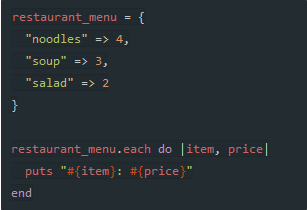 restaurant_menu = {
  "noodles" => 4,
  "soup" => 3,
  "salad" => 2
}

restaurant_menu.each do |item, price|
  puts "#{item}: #{price}"
end